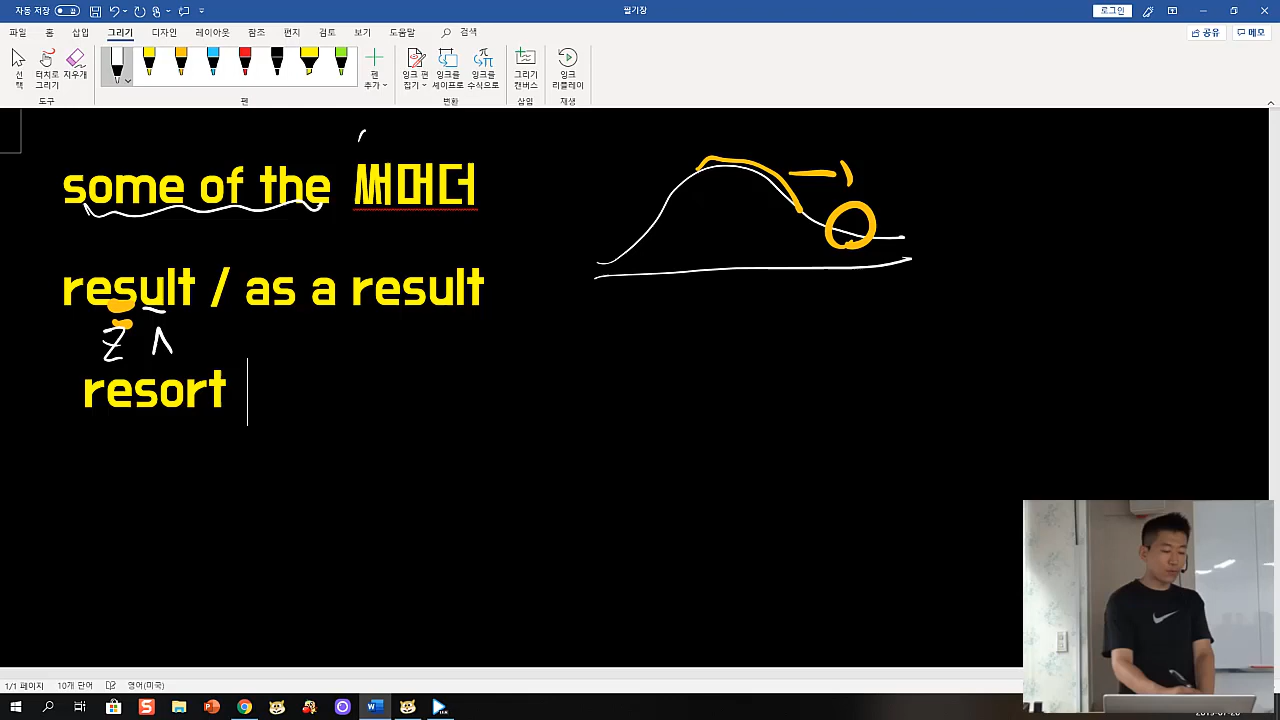 자동 저장
필기장
로그인
파일 홈 삽입 그리기 디자인 레이아웃 참조 편지 검토 보기 도움말 검색
공유 메모
선택 터치로 그리기 지우개 펜 추가 잉크 편집기 잉크를 셰이프로 잉크를 수식으로 그리기 캔버스 잉크 리플레이
도구 펜 변환 삽입 재생
some of the 써머더
result / as a result
z ʌ
resort
1/1 페이지 10개 단어 영어(미국)